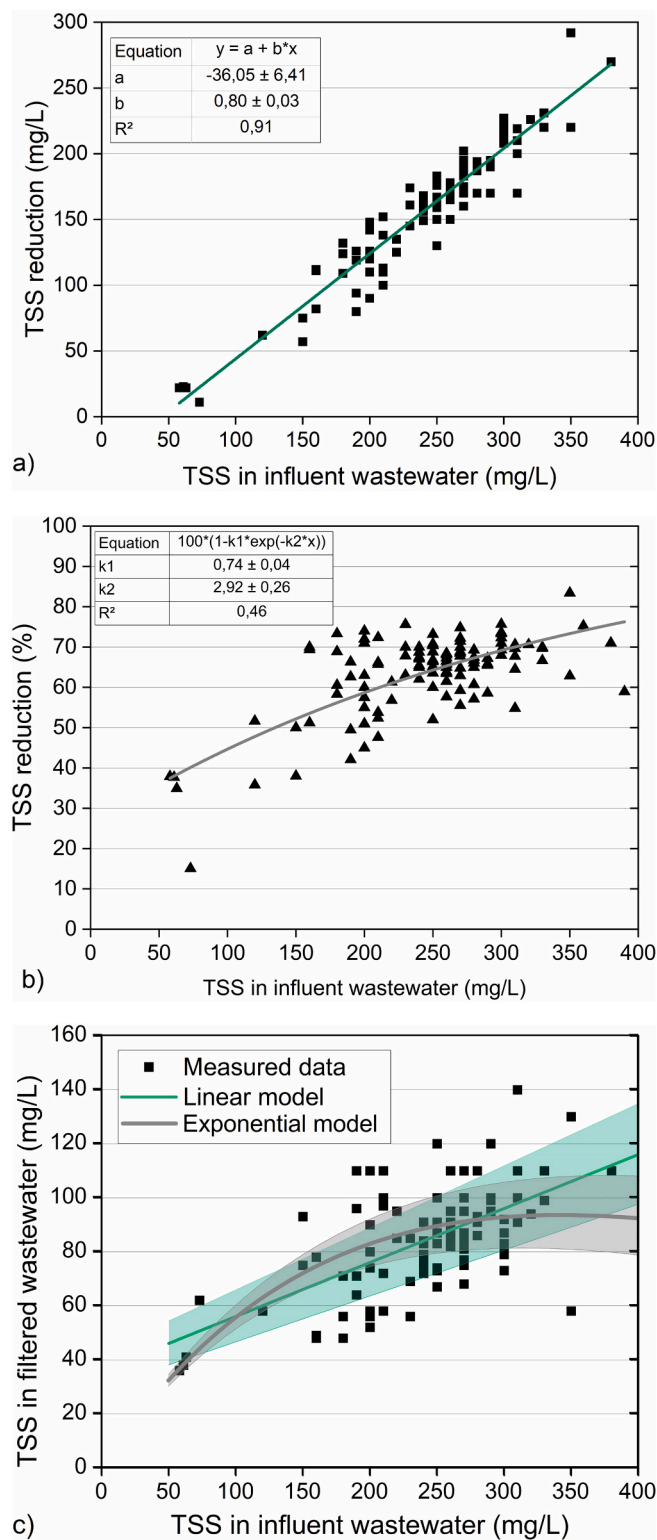 300
250
200
150
100
50
0
TSS reduction (mg/L)
Equation y = a + b*x
a -36,05 ± 6,41
b 0,80 ± 0,03
R² 0,91
0 50 100 150 200 250 300 350 400
TSS in influent wastewater (mg/L)
a)
100
90
80
70
60
50
40
30
20
10
0
TSS reduction (%)
Equation 100*(1-k1*exp(-k2*x))
k1 0,74 ± 0,04
k2 2,92 ± 0,26
R² 0,46
0 50 100 150 200 250 300 350 400
TSS in influent wastewater (mg/L)
b)
160
140
120
100
80
60
40
20
0
TSS in filtered wastewater (mg/L)
Measured data
Linear model
Exponential model
0 50 100 150 200 250 300 350 400
TSS in influent wastewater (mg/L)
c)